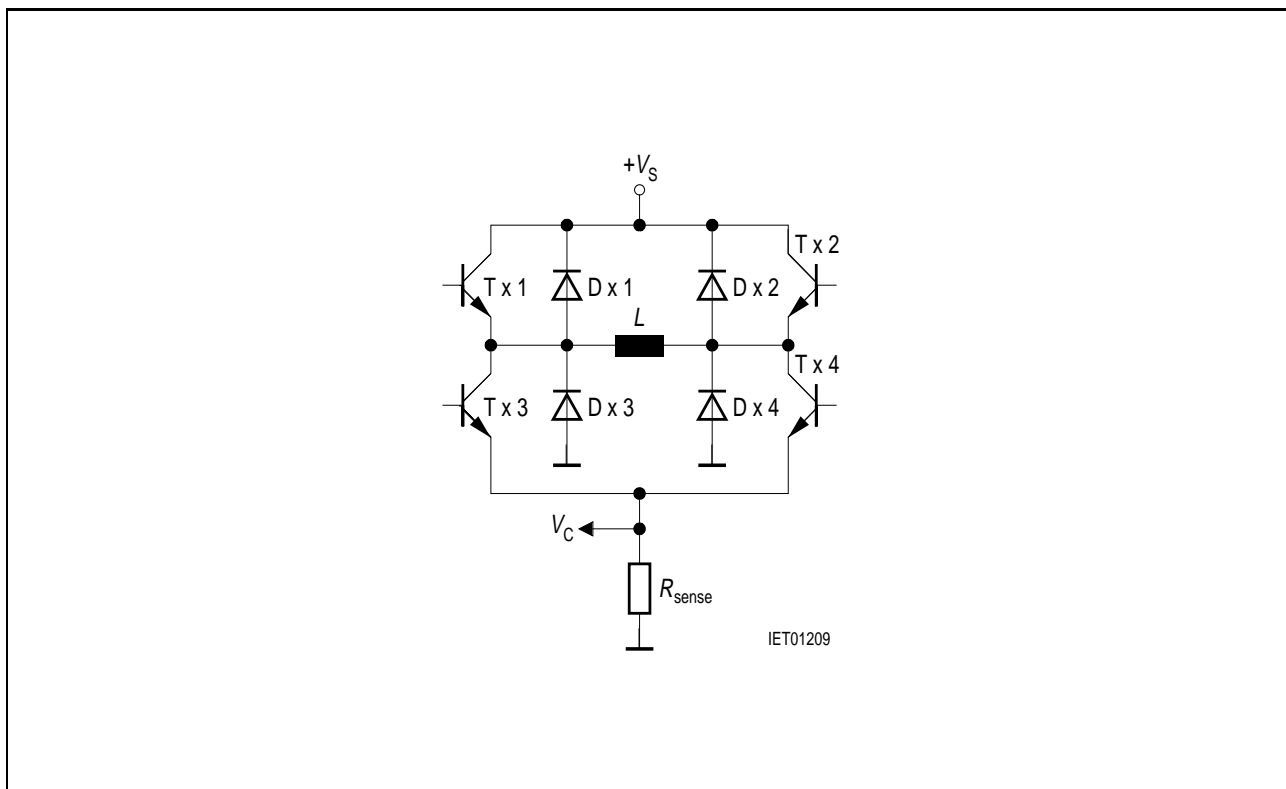 +VS
T x 2
T x 1
D x 1
D x 2
L
T x 4
T x 3
D x 3
D x 4
VC
Rsense
IET01209